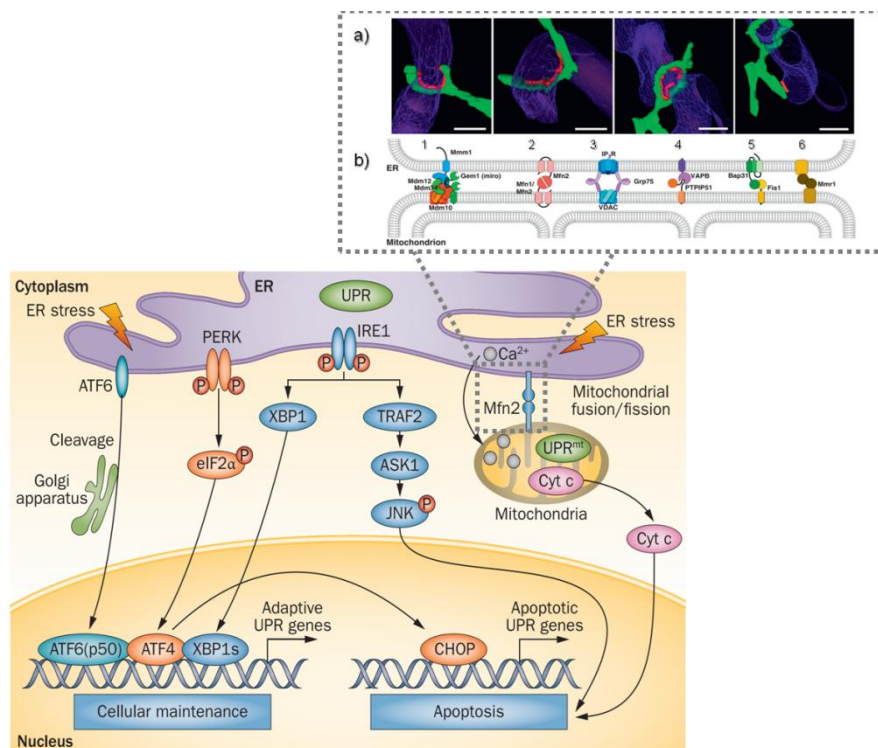 a)
1 2 3 4 5 6
b)
Mmm1
IP₃R
ER
Gem1 (miro)
Mfn2
VAPB
Bap31
Mdm12
Mfn1/
Mfn2
Grp75
PTPIP51
Fis1
Mmr1
Mdm10
VDAC
Mitochondrion
Cytoplasm
ER
UPR
ER stress
ER stress
PERK
IRE1
P P
P P
Ca²⁺
ATF6
Mfn2
Mitochondrial
fusion/fission
XBP1
TRAF2
Cleavage
UPRᵐᵗ
eIF2α P
ASK1
Cyt c
Golgi
apparatus
JNK P
Mitochondria
Cyt c
Adaptive
UPR genes
Apoptotic
UPR genes
ATF6(p50) ATF4 XBP1s
CHOP
Cellular maintenance
Apoptosis
Nucleus